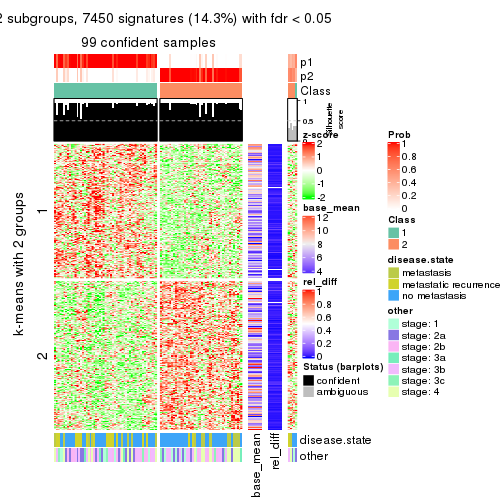 2 subgroups, 7450 signatures (14.3%) with fdr < 0.05
99 confident samples
p1
p2
Class
1
0.5
0
Silhouette
score
k-means with 2 groups
1
2
base_mean
rel_diff
disease.state
other
z-score
2
1
0
-1
-2
base_mean
12
10
8
6
4
rel_diff
1
0.8
0.6
0.4
0.2
0
Status (barplots)
confident
ambiguous
Prob
1
0.8
0.6
0.4
0.2
0
Class
1
2
disease.state
metastasis
metastatic recurrence
no metastasis
other
stage: 1
stage: 2a
stage: 2b
stage: 3a
stage: 3b
stage: 3c
stage: 4